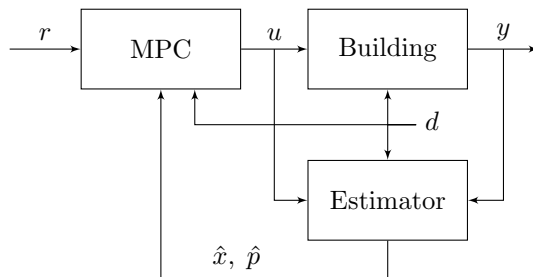 r
MPC
u
Building
y
d
Estimator
x̂, p̂